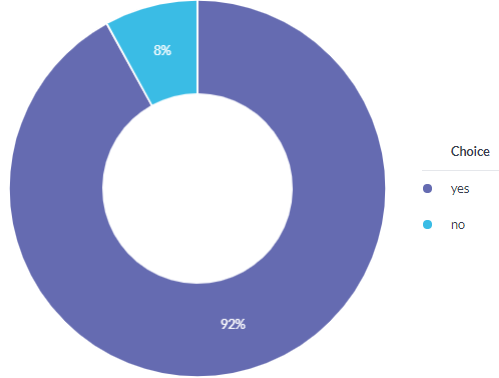 8%
92%
Choice
yes
no